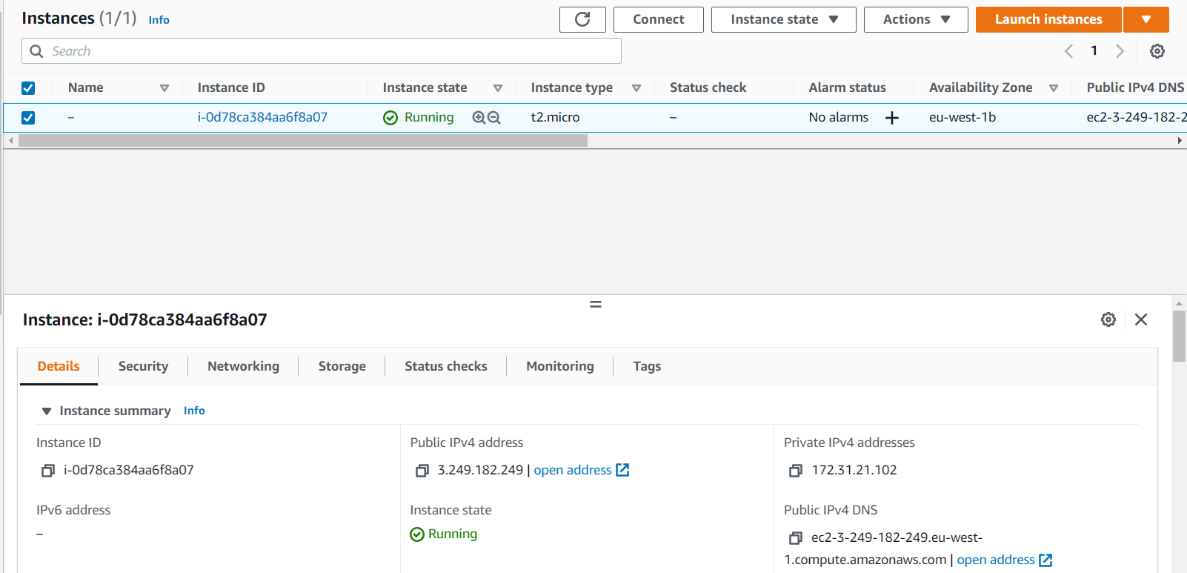 Instances (1/1) Info Connect Instance state Actions Launch instances
Search 1
Name Instance ID Instance state Instance type Status check Alarm status Availability Zone Public IPv4 DNS
– i-0d78ca384aa6f8a07 Running t2.micro – No alarms + eu-west-1b ec2-3-249-182-2
Instance: i-0d78ca384aa6f8a07
Details Security Networking Storage Status checks Monitoring Tags
Instance summary Info
Instance ID Public IPv4 address Private IPv4 addresses
i-0d78ca384aa6f8a07 3.249.182.249 | open address 172.31.21.102
IPv6 address Instance state Public IPv4 DNS
– Running ec2-3-249-182-249.eu-west-
1.compute.amazonaws.com | open address